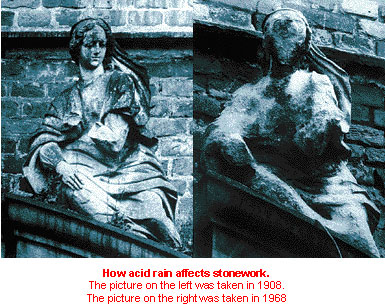 How acid rain affects stonework.
The picture on the left was taken in 1908.
The picture on the right was taken in 1968